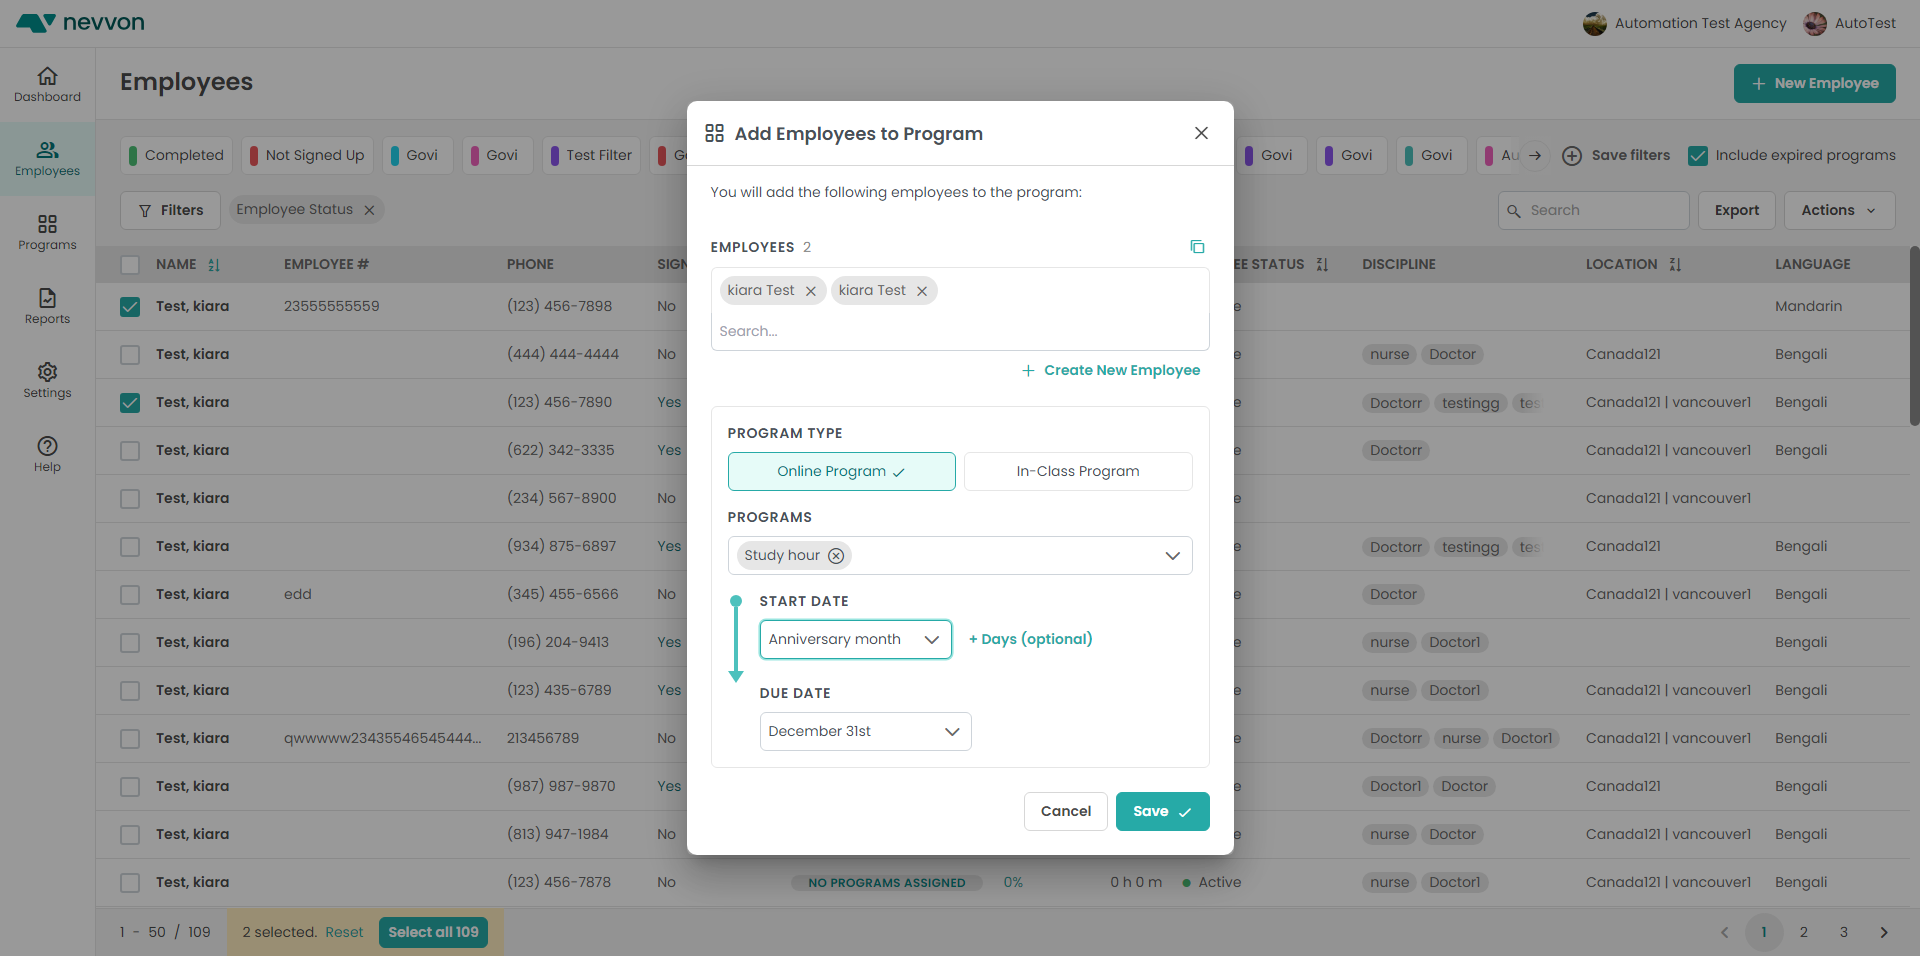 nevvon
Automation Test Agency AutoTest
Dashboard
Employees
Programs
Reports
Settings
Help
Employees
+ New Employee
Completed Not Signed Up Govi Govi Test Filter Govi Govi Govi Save filters Include expired programs
Filters Employee Status Search Export Actions
NAME EMPLOYEE # PHONE DISCIPLINE LOCATION LANGUAGE
Test, kiara 23555555559 (123) 456-7898 No Mandarin
Test, kiara (444) 444-4444 No nurse Doctor Canada121 Bengali
Test, kiara (123) 456-7890 Yes Doctorr testingg Canada121 | vancouver1 Bengali
Test, kiara (622) 342-3335 Yes Doctorr Canada121 | vancouver1 Bengali
Test, kiara (234) 567-8900 No Canada121 | vancouver1
Test, kiara (934) 875-6897 Yes Doctorr testingg Canada121 Bengali
Test, kiara edd (345) 455-6566 No Doctor Canada121 | vancouver1 Bengali
Test, kiara (196) 204-9413 Yes nurse Doctor1 Canada121 | vancouver1 Bengali
Test, kiara (123) 435-6789 Yes nurse Doctor1 Canada121 | vancouver1 Bengali
Test, kiara qwwwww23435546545444... 213456789 No Doctorr nurse Doctor1 Canada121 | vancouver1 Bengali
Test, kiara (987) 987-9870 Yes Doctor1 Doctor Canada121 Bengali
Test, kiara (813) 947-1984 No nurse Doctor Canada121 | vancouver1 Bengali
Test, kiara (123) 456-7878 No NO PROGRAMS ASSIGNED 0% 0 h 0 m Active nurse Doctor1 Canada121 | vancouver1 Bengali
1 - 50 / 109 2 selected. Reset Select all 109 1 2 3
Add Employees to Program
You will add the following employees to the program:
EMPLOYEES 2
kiara Test kiara Test
Search...
+ Create New Employee
PROGRAM TYPE
Online Program In-Class Program
PROGRAMS
Study hour
START DATE
Anniversary month + Days (optional)
DUE DATE
December 31st
Cancel Save